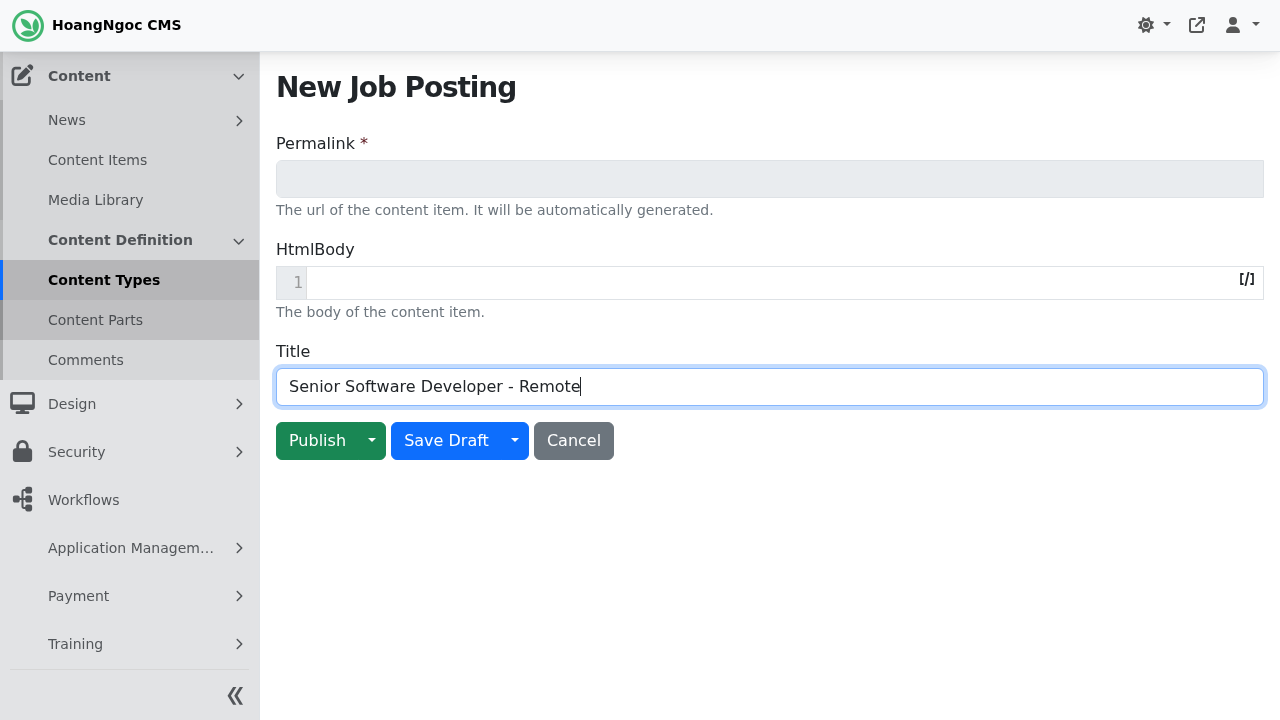 HoangNgoc CMS
Content
News
Content Items
Media Library
Content Definition
Content Types
Content Parts
Comments
Design
Security
Workflows
Application Managem...
Payment
Training
New Job Posting
Permalink *
The url of the content item. It will be automatically generated.
HtmlBody
1
[/]
The body of the content item.
Title
Senior Software Developer - Remote
Publish
Save Draft
Cancel